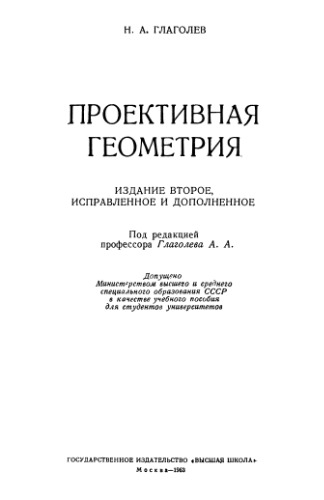 Н. А. ГЛАГОЛЕВ
ПРОЕКТИВНАЯ
ГЕОМЕТРИЯ
ИЗДАНИЕ ВТОРОЕ,
ИСПРАВЛЕННОЕ И ДОПОЛНЕННОЕ
Под редакцией
профессора Глаголева А. А.
Допущено
Министерством высшего и среднего
специального образования СССР
в качестве учебного пособия
для студентов университетов
ГОСУДАРСТВЕННОЕ ИЗДАТЕЛЬСТВО «ВЫСШАЯ ШКОЛА»
Москва—1963